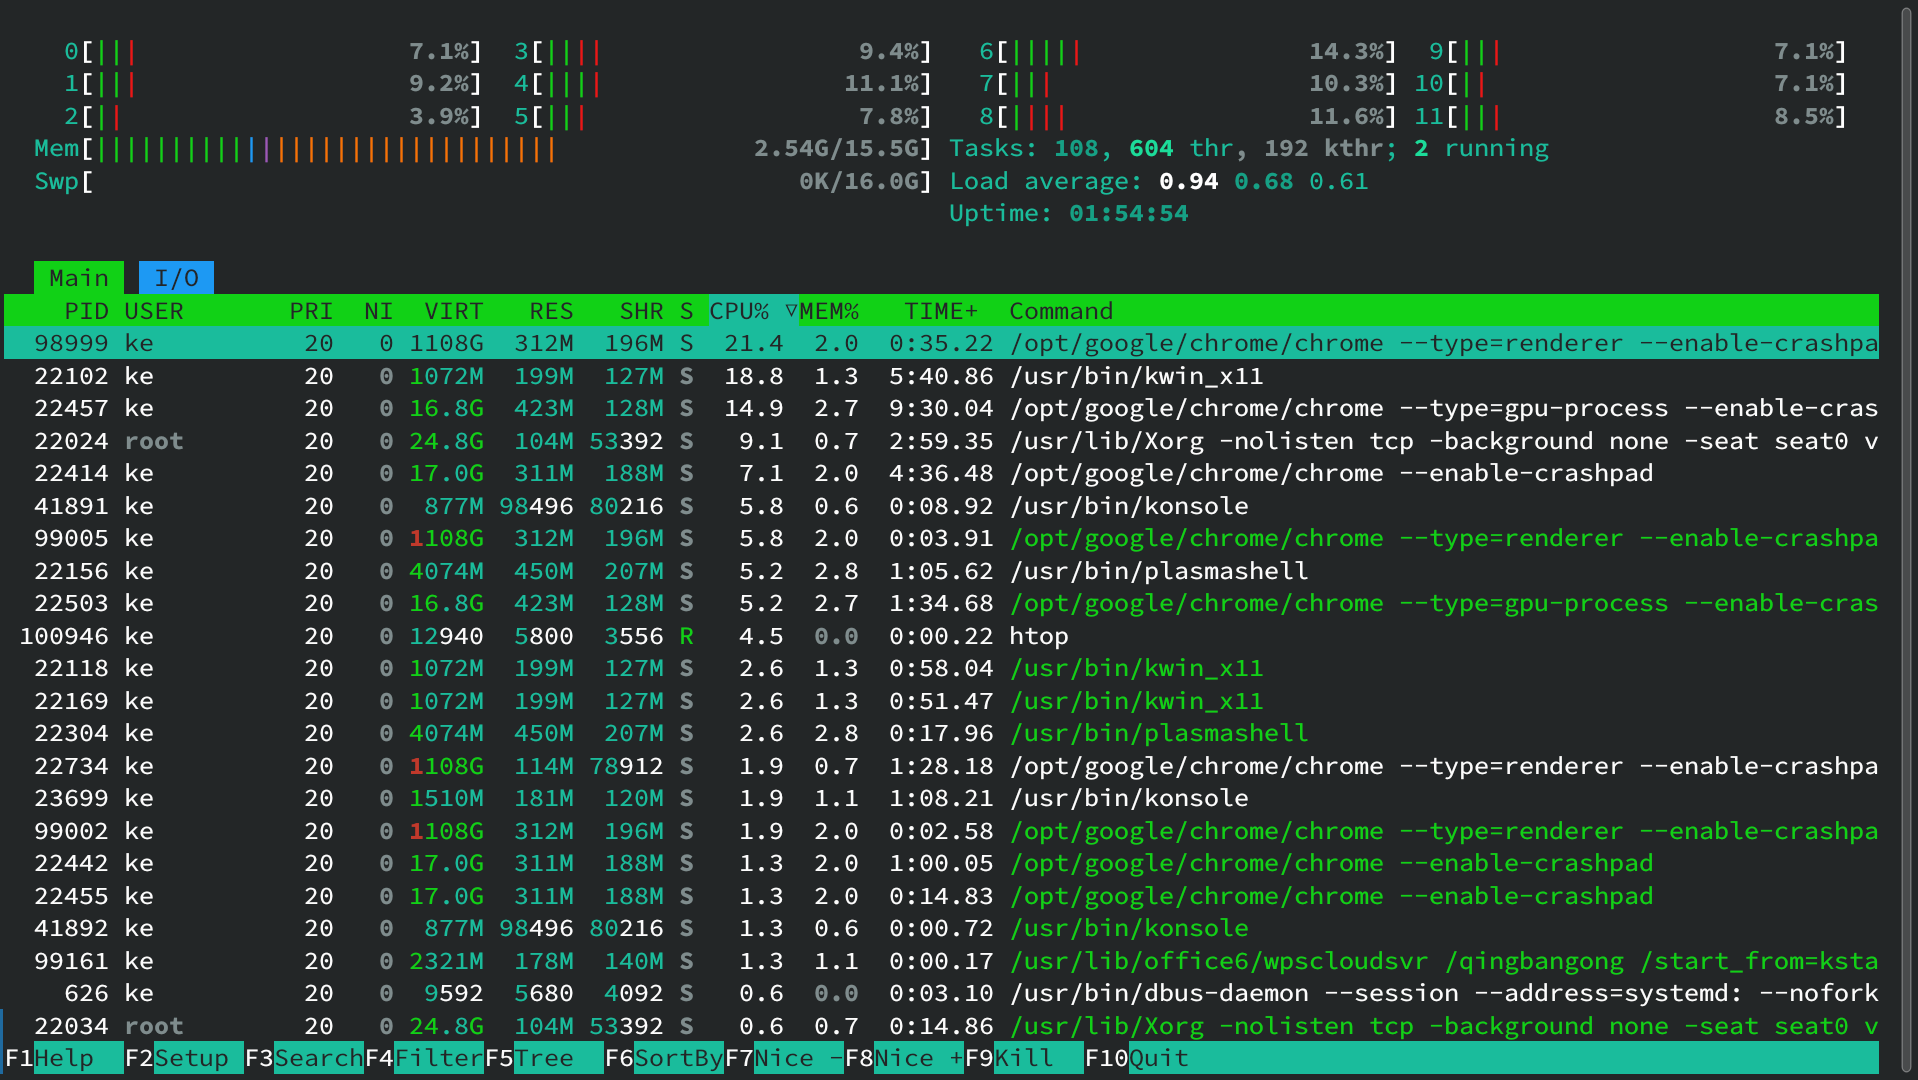 0[||| 7.1%] 3[|||| 9.4%] 6[||||| 14.3%] 9[||| 7.1%]
1[||| 9.2%] 4[|||| 11.1%] 7[||| 10.3%] 10[|| 7.1%]
2[|| 3.9%] 5[||| 7.8%] 8[|||| 11.6%] 11[||| 8.5%]
Mem[||||||||||||||||||||||||||||||| 2.54G/15.5G] Tasks: 108, 604 thr, 192 kthr; 2 running
Swp[ 0K/16.0G] Load average: 0.94 0.68 0.61
Uptime: 01:54:54
Main I/O
PID USER PRI NI VIRT RES SHR S CPU% ▽MEM% TIME+ Command
98999 ke 20 0 1108G 312M 196M S 21.4 2.0 0:35.22 /opt/google/chrome/chrome --type=renderer --enable-crashpa
22102 ke 20 0 1072M 199M 127M S 18.8 1.3 5:40.86 /usr/bin/kwin_x11
22457 ke 20 0 16.8G 423M 128M S 14.9 2.7 9:30.04 /opt/google/chrome/chrome --type=gpu-process --enable-cras
22024 root 20 0 24.8G 104M 53392 S 9.1 0.7 2:59.35 /usr/lib/Xorg -nolisten tcp -background none -seat seat0 v
22414 ke 20 0 17.0G 311M 188M S 7.1 2.0 4:36.48 /opt/google/chrome/chrome --enable-crashpad
41891 ke 20 0 877M 98496 80216 S 5.8 0.6 0:08.92 /usr/bin/konsole
99005 ke 20 0 1108G 312M 196M S 5.8 2.0 0:03.91 /opt/google/chrome/chrome --type=renderer --enable-crashpa
22156 ke 20 0 4074M 450M 207M S 5.2 2.8 1:05.62 /usr/bin/plasmashell
22503 ke 20 0 16.8G 423M 128M S 5.2 2.7 1:34.68 /opt/google/chrome/chrome --type=gpu-process --enable-cras
100946 ke 20 0 12940 5800 3556 R 4.5 0.0 0:00.22 htop
22118 ke 20 0 1072M 199M 127M S 2.6 1.3 0:58.04 /usr/bin/kwin_x11
22169 ke 20 0 1072M 199M 127M S 2.6 1.3 0:51.47 /usr/bin/kwin_x11
22304 ke 20 0 4074M 450M 207M S 2.6 2.8 0:17.96 /usr/bin/plasmashell
22734 ke 20 0 1108G 114M 78912 S 1.9 0.7 1:28.18 /opt/google/chrome/chrome --type=renderer --enable-crashpa
23699 ke 20 0 1510M 181M 120M S 1.9 1.1 1:08.21 /usr/bin/konsole
99002 ke 20 0 1108G 312M 196M S 1.9 2.0 0:02.58 /opt/google/chrome/chrome --type=renderer --enable-crashpa
22442 ke 20 0 17.0G 311M 188M S 1.3 2.0 1:00.05 /opt/google/chrome/chrome --enable-crashpad
22455 ke 20 0 17.0G 311M 188M S 1.3 2.0 0:14.83 /opt/google/chrome/chrome --enable-crashpad
41892 ke 20 0 877M 98496 80216 S 1.3 0.6 0:00.72 /usr/bin/konsole
99161 ke 20 0 2321M 178M 140M S 1.3 1.1 0:00.17 /usr/lib/office6/wpscloudsvr /qingbangong /start_from=ksta
626 ke 20 0 9592 5680 4092 S 0.6 0.0 0:03.10 /usr/bin/dbus-daemon --session --address=systemd: --nofork
22034 root 20 0 24.8G 104M 53392 S 0.6 0.7 0:14.86 /usr/lib/Xorg -nolisten tcp -background none -seat seat0 v
F1Help F2Setup F3SearchF4FilterF5Tree F6SortByF7Nice -F8Nice +F9Kill F10Quit